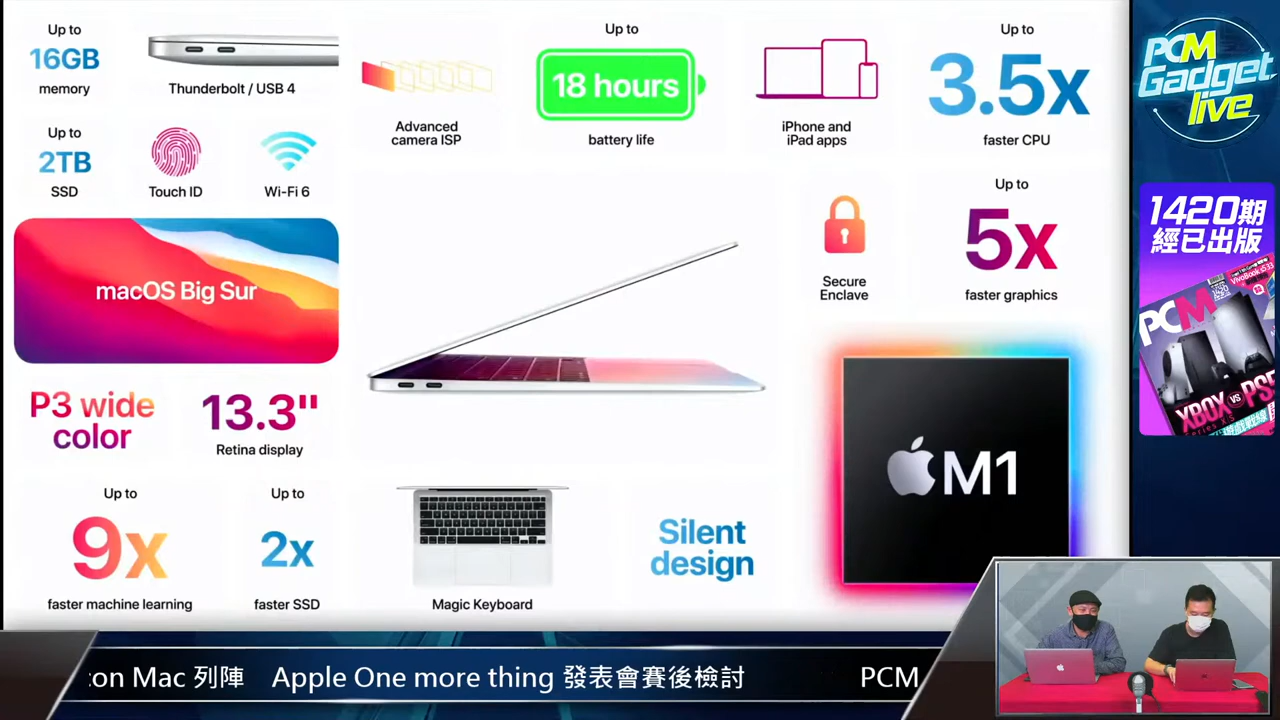 Up to
16GB
memory
Thunderbolt / USB 4
Advanced
camera ISP
Up to
18 hours
battery life
iPhone and
iPad apps
Up to
3.5x
faster CPU
Up to
2TB
SSD
Touch ID
Wi-Fi 6
macOS Big Sur
Secure
Enclave
Up to
5x
faster graphics
P3 wide
color
13.3"
Retina display
M1
Up to
9x
faster machine learning
Up to
2x
faster SSD
Magic Keyboard
Silent
design
PCM
Gadget
live
1420期
經已出版
PCM
VivoBook S533
XBOX VS PS5
Series X|S
con Mac 列陣 Apple One more thing 發表會賽後檢討 PCM